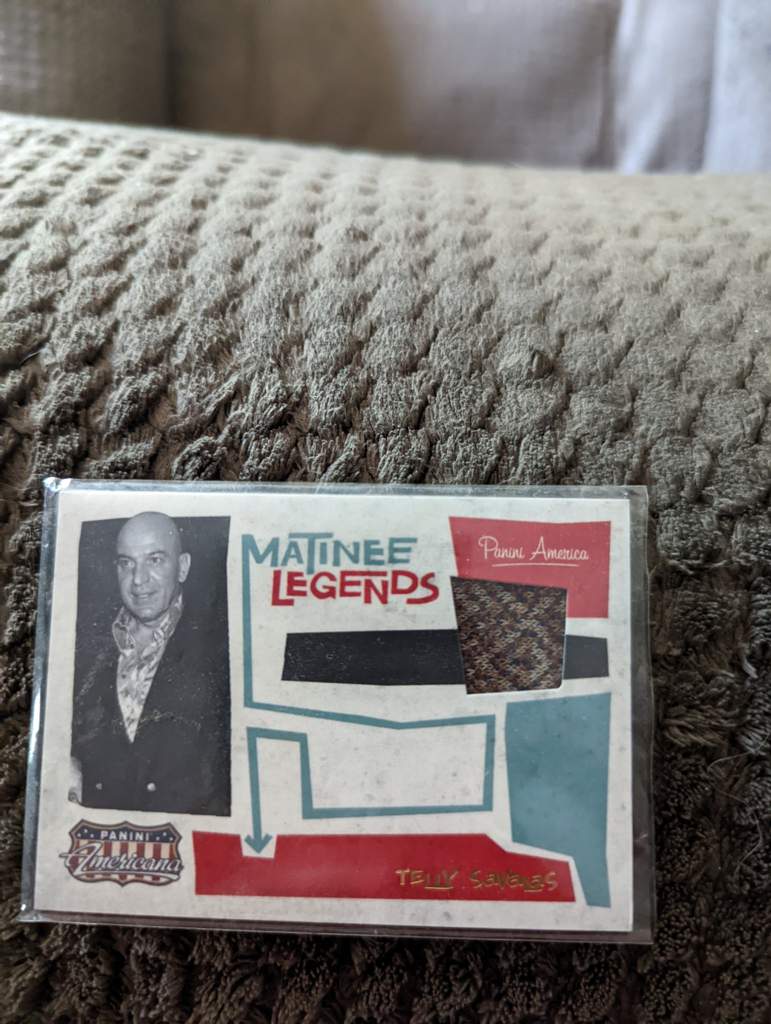 MATINEE
LEGENDS
Panini America
PANINI
Americana
TELLY SAVALAS